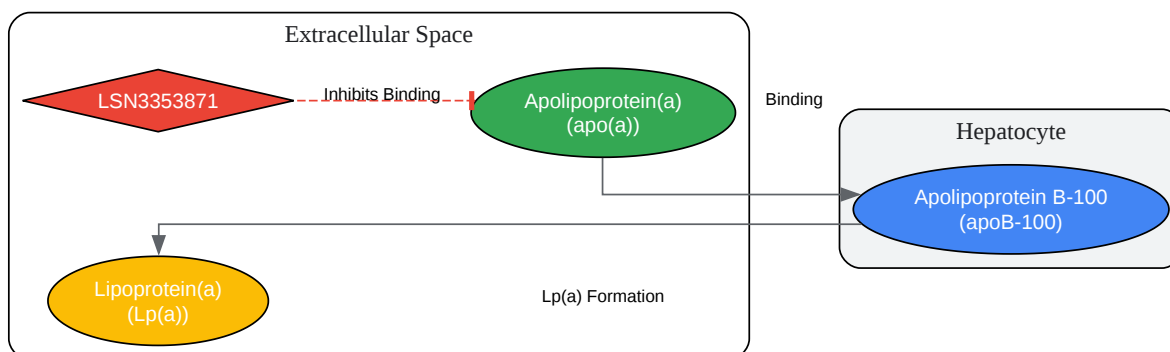 Extracellular Space
LSN3353871
Inhibits Binding
Apolipoprotein(a)
(apo(a))
Binding
Hepatocyte
Apolipoprotein B-100
(apoB-100)
Lipoprotein(a)
(Lp(a))
Lp(a) Formation